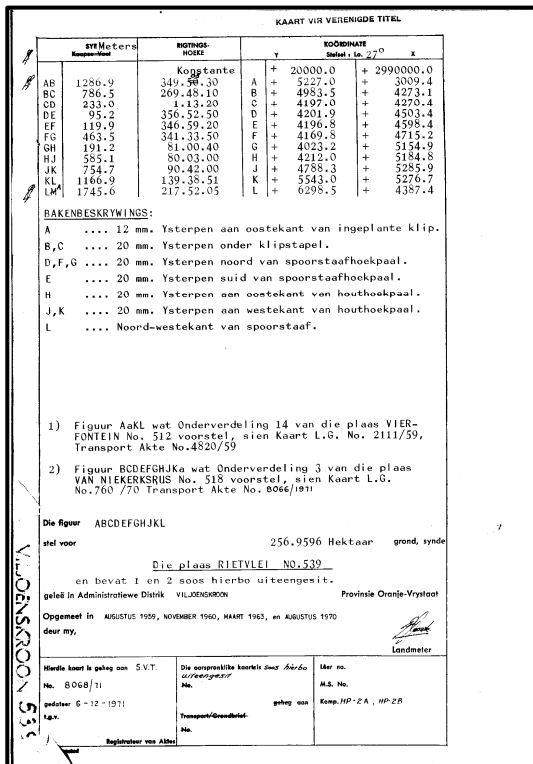 KAART VIR VERENIGDE TITEL
SYE Meters RIGTINGS- KOÖRDINATE
Kaapse Voet HOEKE Y Stelsel : Lo. 27° X
Konstante + 20000.0 + 2990000.0
AB 1286.9 349.50.30 A + 5227.0 + 3009.4
BC 786.5 269.48.10 B + 4983.5 + 4273.1
CD 233.0 1.13.20 C + 4197.0 + 4270.4
DE 95.2 356.52.50 D + 4201.9 + 4503.4
EF 119.9 346.59.20 E + 4196.8 + 4598.4
FG 463.5 341.33.50 F + 4169.8 + 4715.2
GH 191.2 81.00.40 G + 4023.2 + 5154.9
HJ 585.1 80.03.00 H + 4212.0 + 5184.8
JK 754.7 90.42.00 J + 4788.3 + 5285.9
KL 1166.9 139.38.51 K + 5543.0 + 5276.7
LMᴬ 1745.6 217.52.05 L + 6298.5 + 4387.4
BAKENBESKRYWINGS:
A .... 12 mm. Ysterpen aan oostekant van ingeplante klip.
B,C .... 20 mm. Ysterpen onder klipstapel.
D,F,G .... 20 mm. Ysterpen noord van spoorstaafhoekpaal.
E .... 20 mm. Ysterpen suid van spoorstaafhoekpaal.
H .... 20 mm. Ysterpen aan oostekant van houthoekpaal.
J,K .... 20 mm. Ysterpen aan westekant van houthoekpaal.
L .... Noord-westekant van spoorstaaf.
1) Figuur AaKL wat Onderverdeling 14 van die plaas VIER-
FONTEIN No. 512 voorstel, sien Kaart L.G. No. 2111/59,
Transport Akte No.4820/59
2) Figuur BCDEFGHJKa wat Onderverdeling 3 van die plaas
VAN NIEKERKSRUS No. 518 voorstel, sien Kaart L.G.
No.760 /70 Transport Akte No. 8066/1971
Die figuur ABCDEFGHJKL
stel voor 256.9596 Hektaar grond, synde
Die plaas RIETVLEI NO.539
en bevat 1 en 2 soos hierbo uiteengesit.
geleë in Administratiewe Distrik VILJOENSKROON Provinsie Oranje-Vrystaat
Opgemeet in AUGUSTUS 1959, NOVEMBER 1960, MAART 1963, en AUGUSTUS 1970
deur my,
Landmeter
VILJOENSKROON 539
Hierdie kaart is geheg aan S.V.T. Die oorspronklike kaarte is soos hierbo Lêer no.
uiteengesit
No. 8068/71 No. M.S. No.
gedateer 6-12-1971 geheg aan Komp. HP-2A, HP-2B
t.g.v. Transport/Grondbrief
No.
Registrateur van Aktes